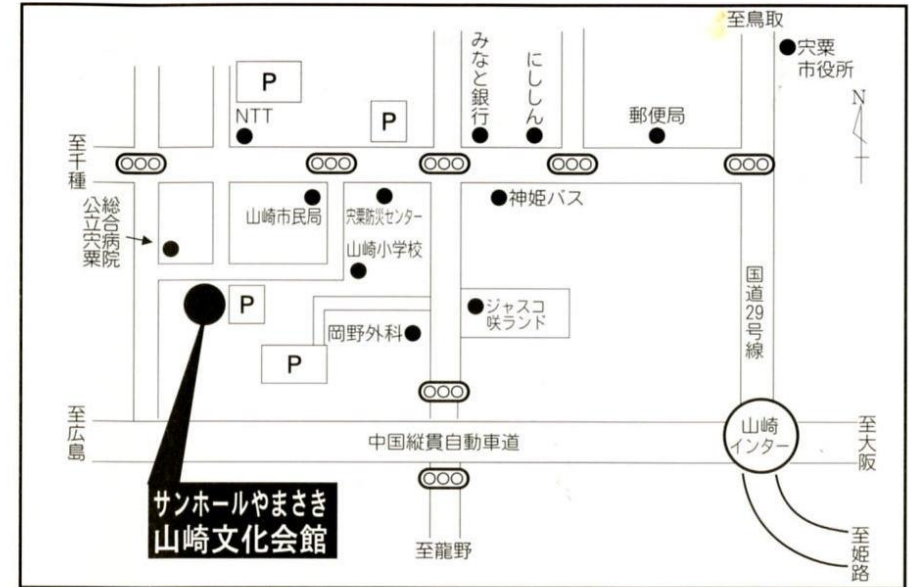 至鳥取
宍粟
市役所
N
みなと銀行
にししん
郵便局
P
NTT
P
至千種
山崎市民局
宍粟防災センター
神姫バス
公立宍粟
総合病院
山崎小学校
P
ジャスコ
咲ランド
岡野外科
P
国道29号線
至広島
中国縦貫自動車道
山崎
インター
至大阪
サンホールやまさき
山崎文化会館
至龍野
至姫路